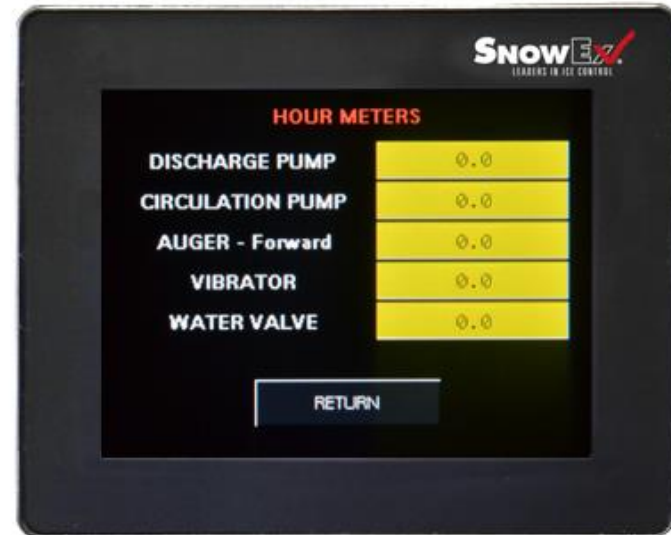 SNOWEX
LEADERS IN ICE CONTROL
HOUR METERS
DISCHARGE PUMP 0.0
CIRCULATION PUMP 0.0
AUGER - Forward 0.0
VIBRATOR 0.0
WATER VALVE 0.0
RETURN